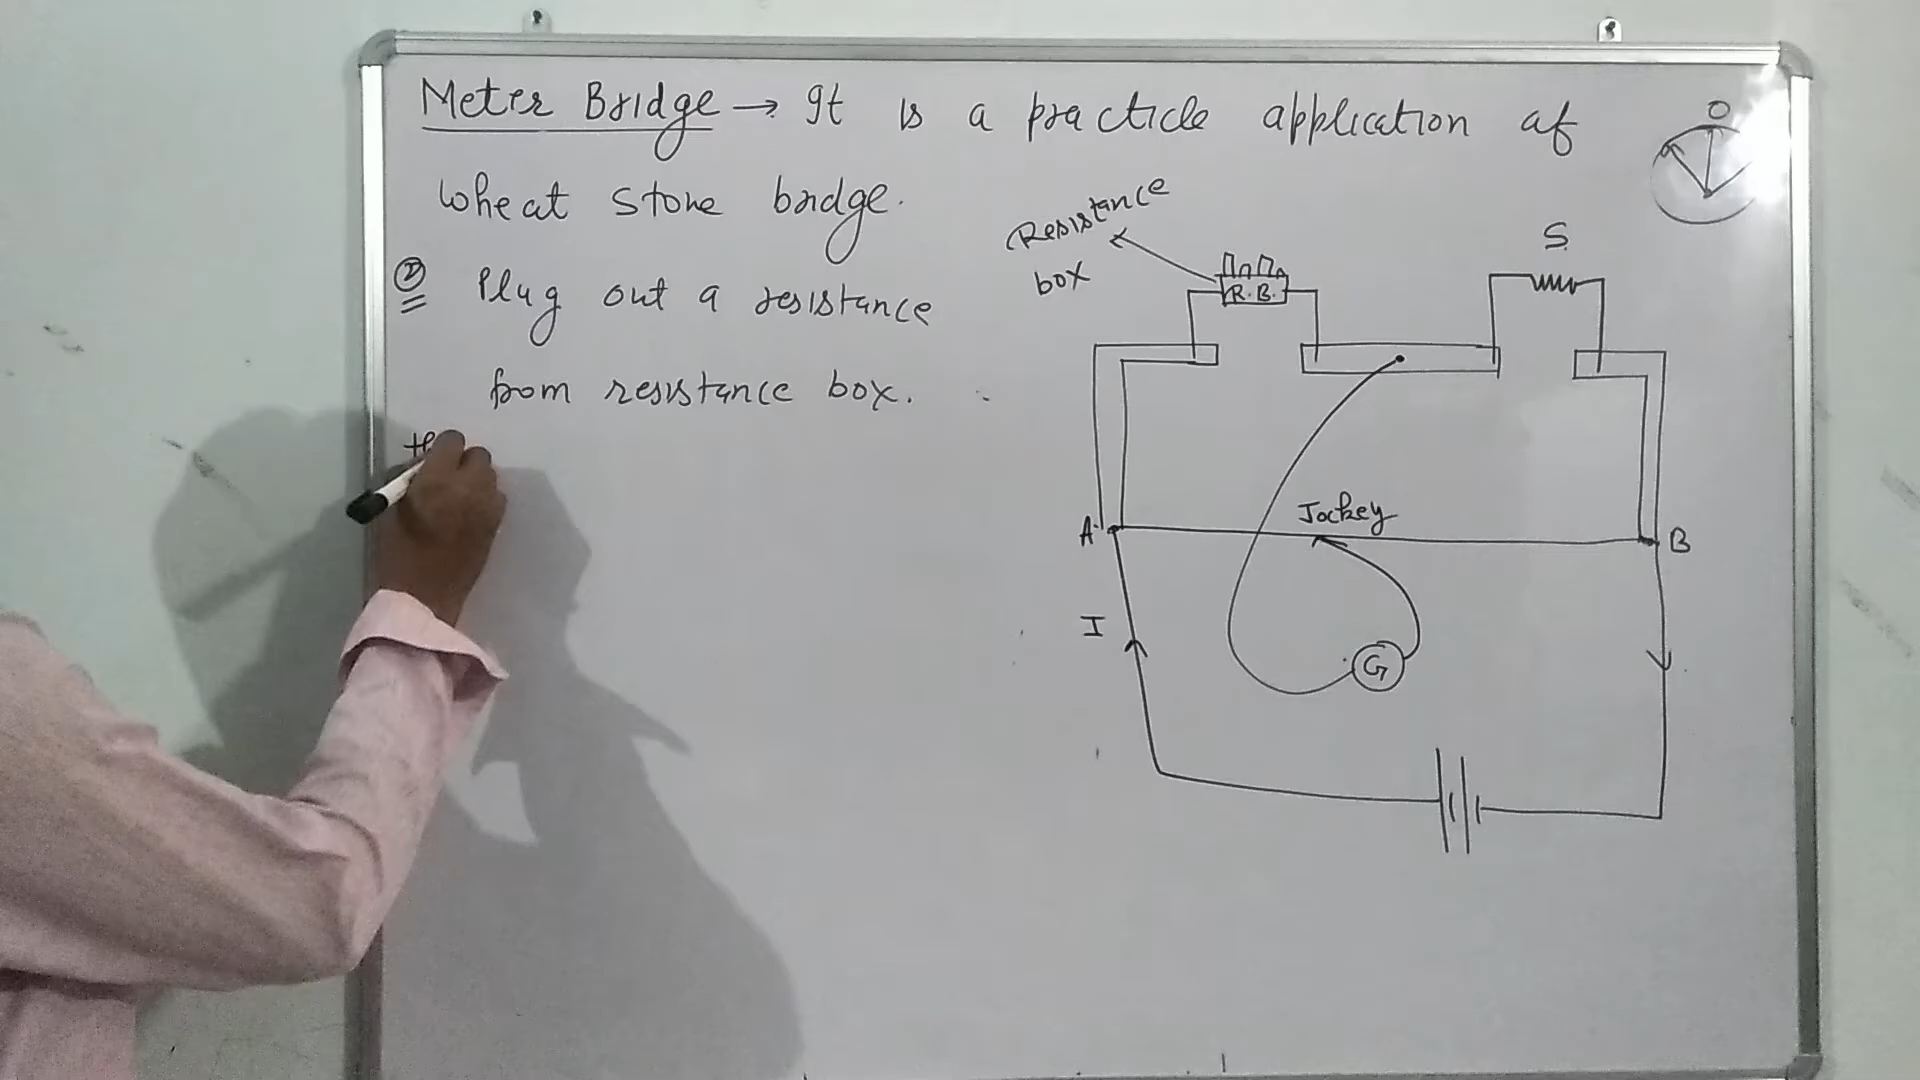 Meter Bridge → It is a practicle application of
wheat stone bridge.
② Plug out a resistance
from resistance box.
Resistance
box
R.B.
S
O
A
Jockey
B
I
G